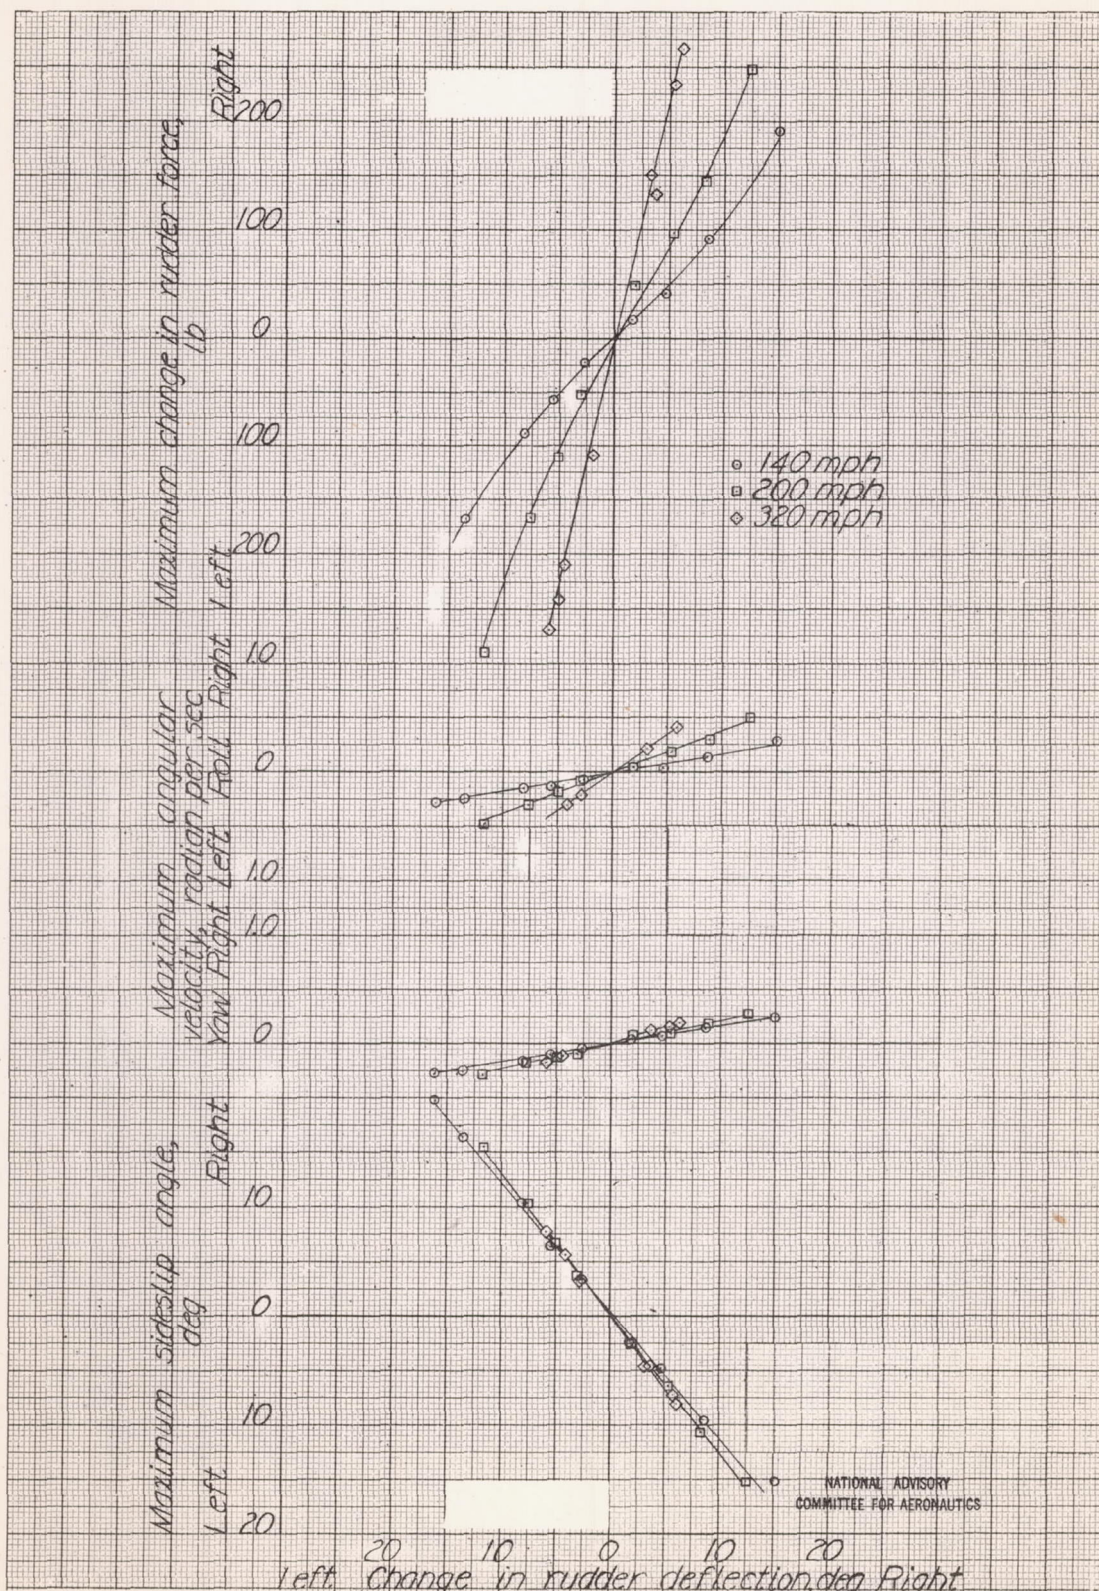 Right
200
Maximum change in rudder force,
lb
100
0
100
200
Left
140 mph
200 mph
320 mph
Maximum angular
velocity, radian per sec
Roll
Right
1.0
0
Left
1.0
Yaw
Right
1.0
0
Maximum sideslip angle,
deg
Right
10
0
10
Left
20
NATIONAL ADVISORY
COMMITTEE FOR AERONAUTICS
20 10 0 10 20
Left Change in rudder deflection, deg Right